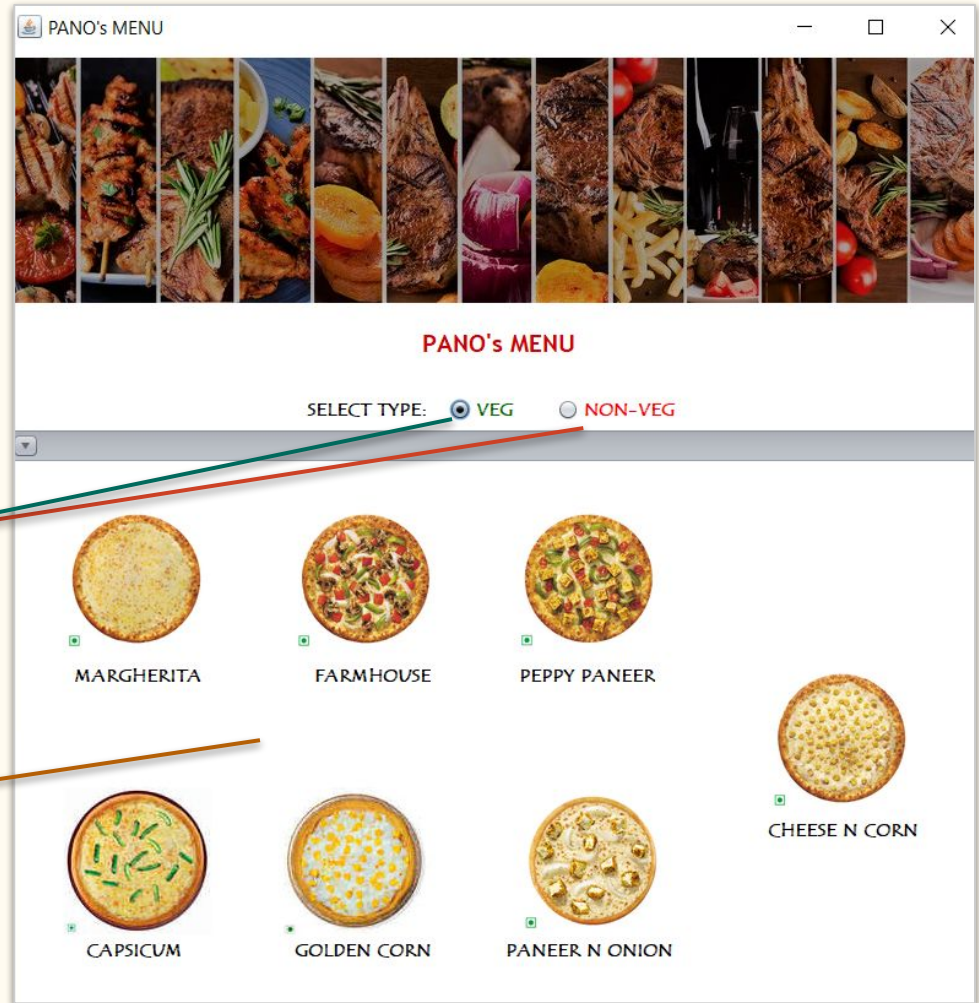 PANO's MENU
PANO's MENU
SELECT TYPE: VEG NON-VEG
MARGHERITA FARMHOUSE PEPPY PANEER
CHEESE N CORN
CAPSICUM GOLDEN CORN PANEER N ONION